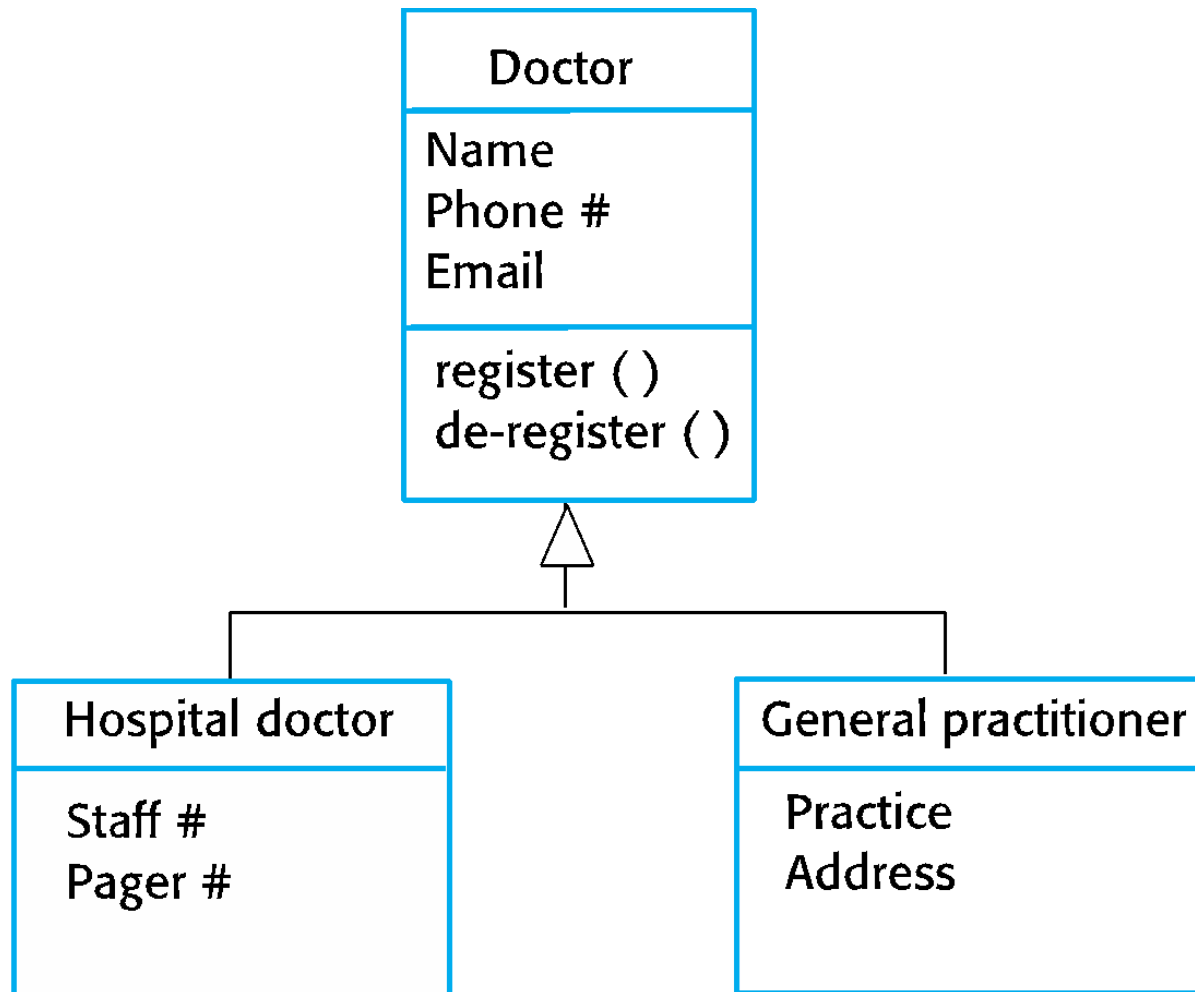 Doctor
Name
Phone #
Email
register ( )
de-register ( )
Hospital doctor
Staff #
Pager #
General practitioner
Practice
Address